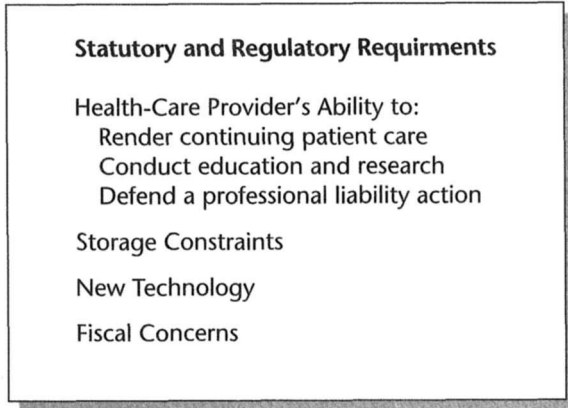 Statutory and Regulatory Requirments
Health-Care Provider's Ability to:
Render continuing patient care
Conduct education and research
Defend a professional liability action
Storage Constraints
New Technology
Fiscal Concerns